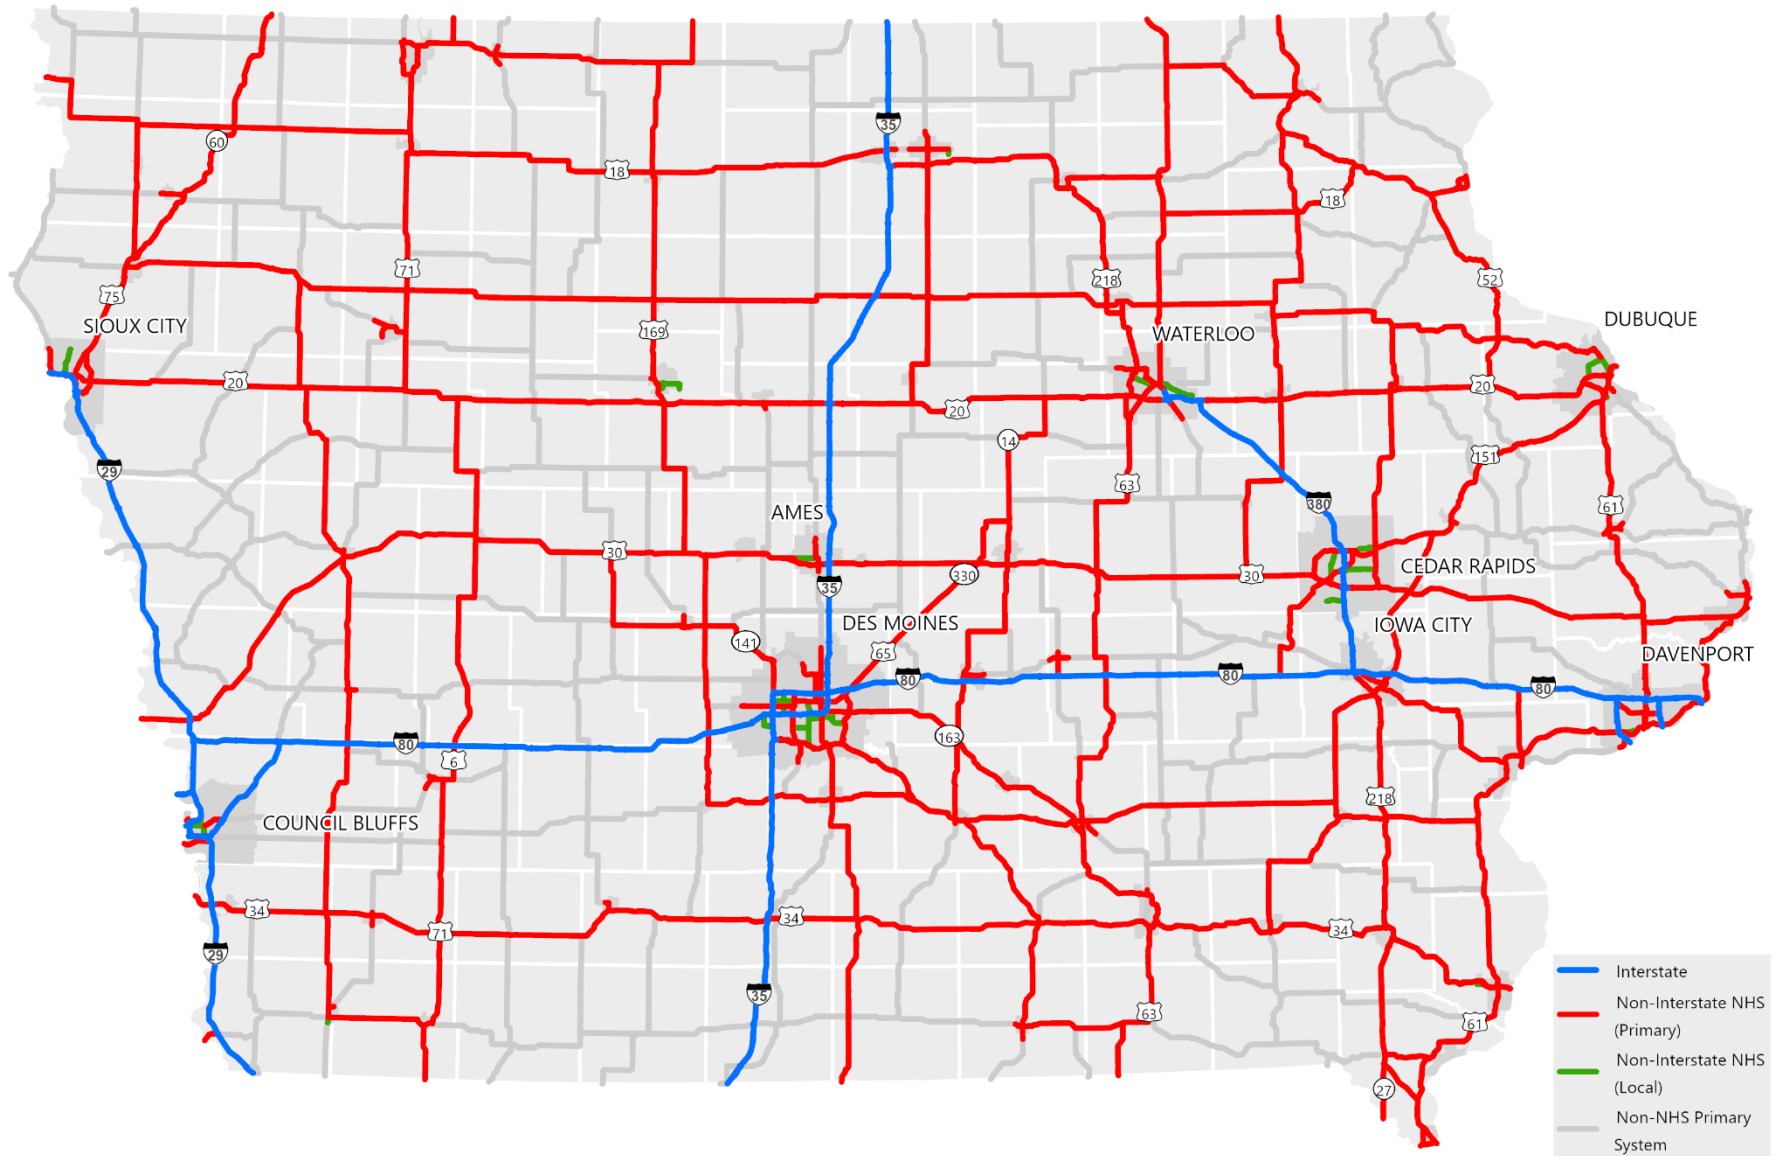 35
60
18
18
71
218
52
75
SIOUX CITY
DUBUQUE
169
WATERLOO
20
20
20
14
151
29
63
380
61
AMES
30
330
30
CEDAR RAPIDS
35
DES MOINES
IOWA CITY
141
65
DAVENPORT
80
80
80
163
80
6
218
COUNCIL BLUFFS
34
34
34
71
29
35
63
61
27
Interstate
Non-Interstate NHS
(Primary)
Non-Interstate NHS
(Local)
Non-NHS Primary
System